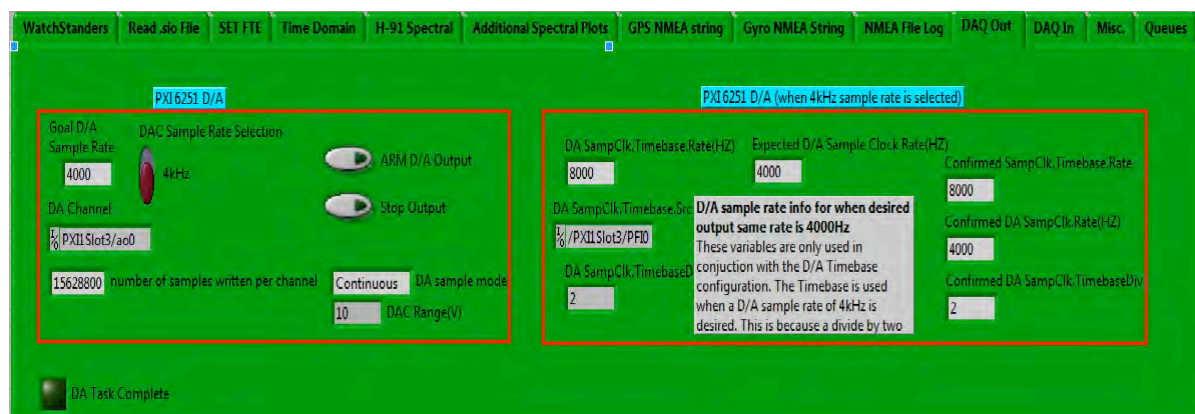 WatchStanders Read .sio File SET FTE Time Domain H-91 Spectral Additional Spectral Plots GPS NMEA string Gyro NMEA String NMEA File Log DAQ Out DAQ In Misc. Queues
PXI 6251 D/A
Goal D/A
Sample Rate
4000
DAC Sample Rate Selection
4kHz
ARM D/A Output
Stop Output
DA Channel
PXI1Slot3/ao0
15628800 number of samples written per channel
Continuous DA sample mode
10 DAC Range(V)
DA Task Complete
PXI 6251 D/A (when 4kHz sample rate is selected)
DA SampClk.Timebase.Rate(HZ)
8000
Expected D/A Sample Clock Rate(HZ)
4000
Confirmed SampClk.Timebase.Rate
8000
DA SampClk.Timebase.Src
/PXI1Slot3/PFI0
DA SampClk.TimebaseD
2
D/A sample rate info for when desired
output same rate is 4000Hz
These variables are only used in
conjuction with the D/A Timebase
configuration. The Timebase is used
when a D/A sample rate of 4kHz is
desired. This is because a divide by two
Confirmed DA SampClk.Rate(HZ)
4000
Confirmed DA SampClk.TimebaseDiv
2